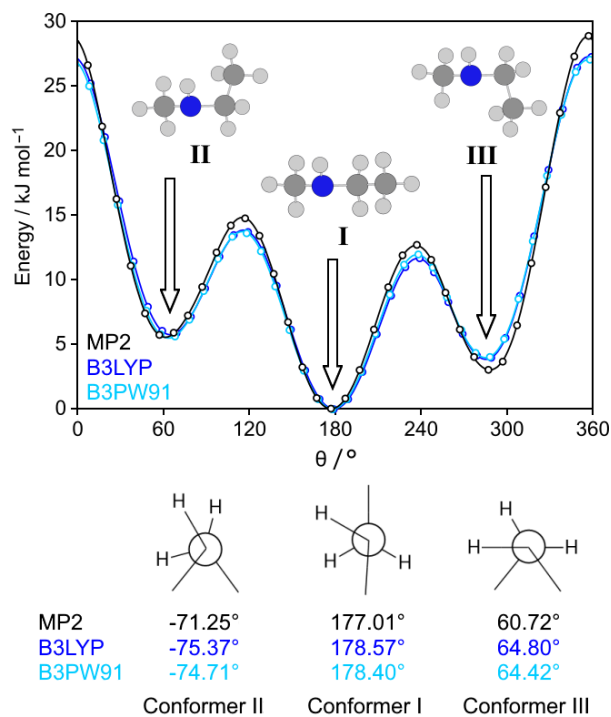 30
25
20
15
10
5
0
Energy / kJ mol⁻¹
II
I
III
MP2
B3LYP
B3PW91
0 60 120 180 240 300 360
θ / °
H H H
H H
H H H
MP2 -71.25° 177.01° 60.72°
B3LYP -75.37° 178.57° 64.80°
B3PW91 -74.71° 178.40° 64.42°
Conformer II Conformer I Conformer III